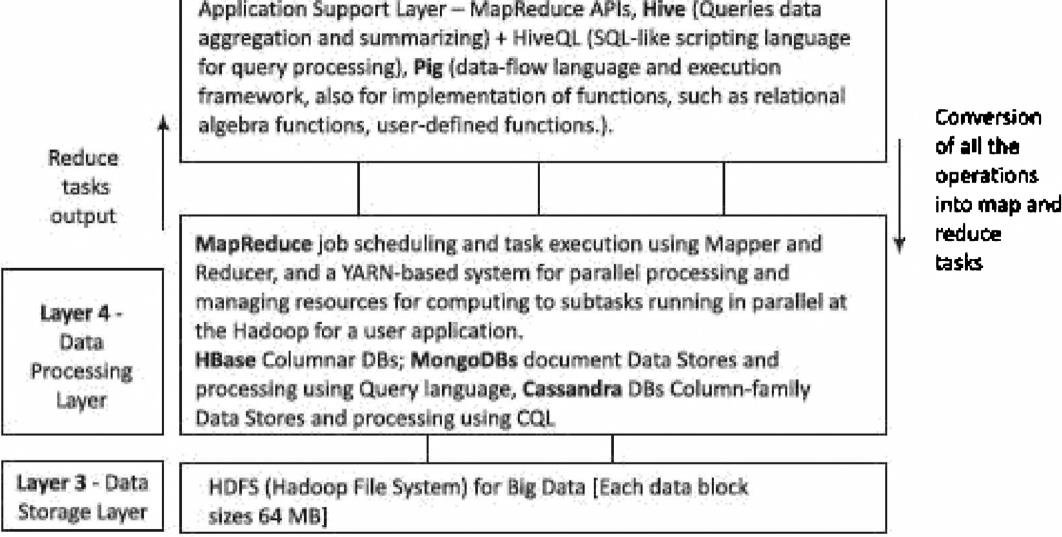 Application Support Layer – MapReduce APIs, Hive (Queries data
aggregation and summarizing) + HiveQL (SQL-like scripting language
for query processing), Pig (data-flow language and execution
framework, also for implementation of functions, such as relational
algebra functions, user-defined functions.).
Reduce
tasks
output
Conversion
of all the
operations
into map and
reduce
tasks
MapReduce job scheduling and task execution using Mapper and
Reducer, and a YARN-based system for parallel processing and
managing resources for computing to subtasks running in parallel at
the Hadoop for a user application.
HBase Columnar DBs; MongoDBs document Data Stores and
processing using Query language, Cassandra DBs Column-family
Data Stores and processing using CQL
Layer 4 -
Data
Processing
Layer
Layer 3 - Data
Storage Layer
HDFS (Hadoop File System) for Big Data [Each data block
sizes 64 MB]